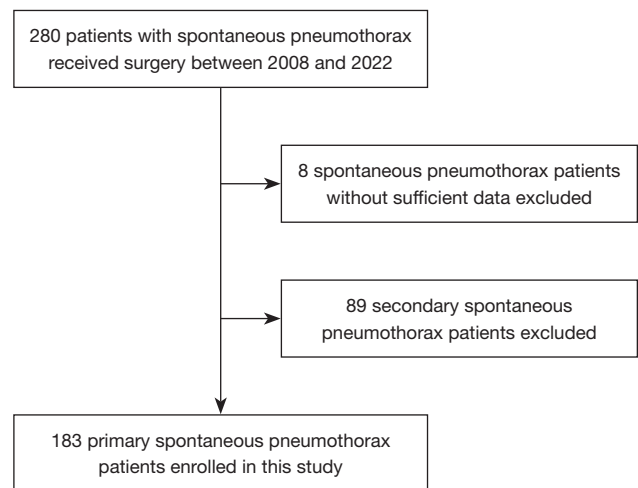 280 patients with spontaneous pneumothorax
received surgery between 2008 and 2022
8 spontaneous pneumothorax patients
without sufficient data excluded
89 secondary spontaneous
pneumothorax patients excluded
183 primary spontaneous pneumothorax
patients enrolled in this study